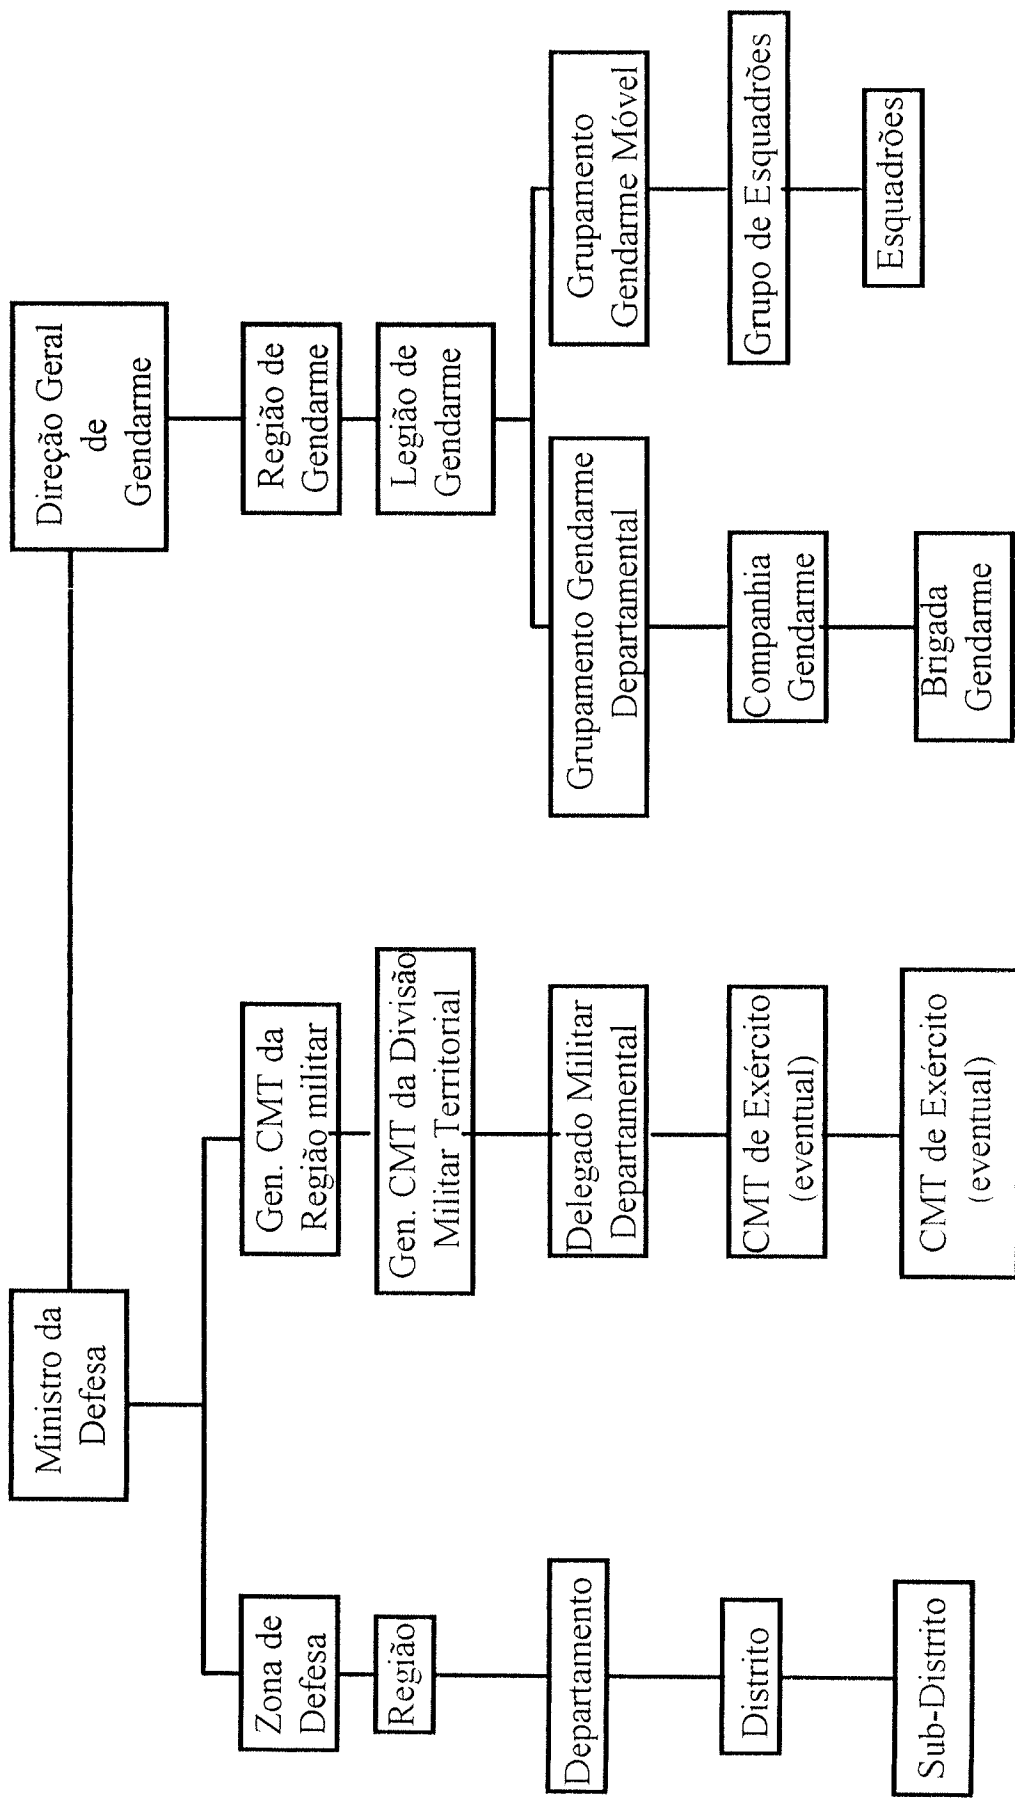 Ministro da
Defesa
Direção Geral
de
Gendarme
Zona de
Defesa
Região
Departamento
Distrito
Sub-Distrito
Gen. CMT da
Região militar
Gen. CMT da Divisão
Militar Territorial
Delegado Militar
Departamental
CMT de Exército
(eventual)
CMT de Exército
(eventual)
Região de
Gendarme
Legião de
Gendarme
Grupamento Gendarme
Departamental
Companhia
Gendarme
Brigada
Gendarme
Grupamento
Gendarme Móvel
Grupo de Esquadrões
Esquadrões